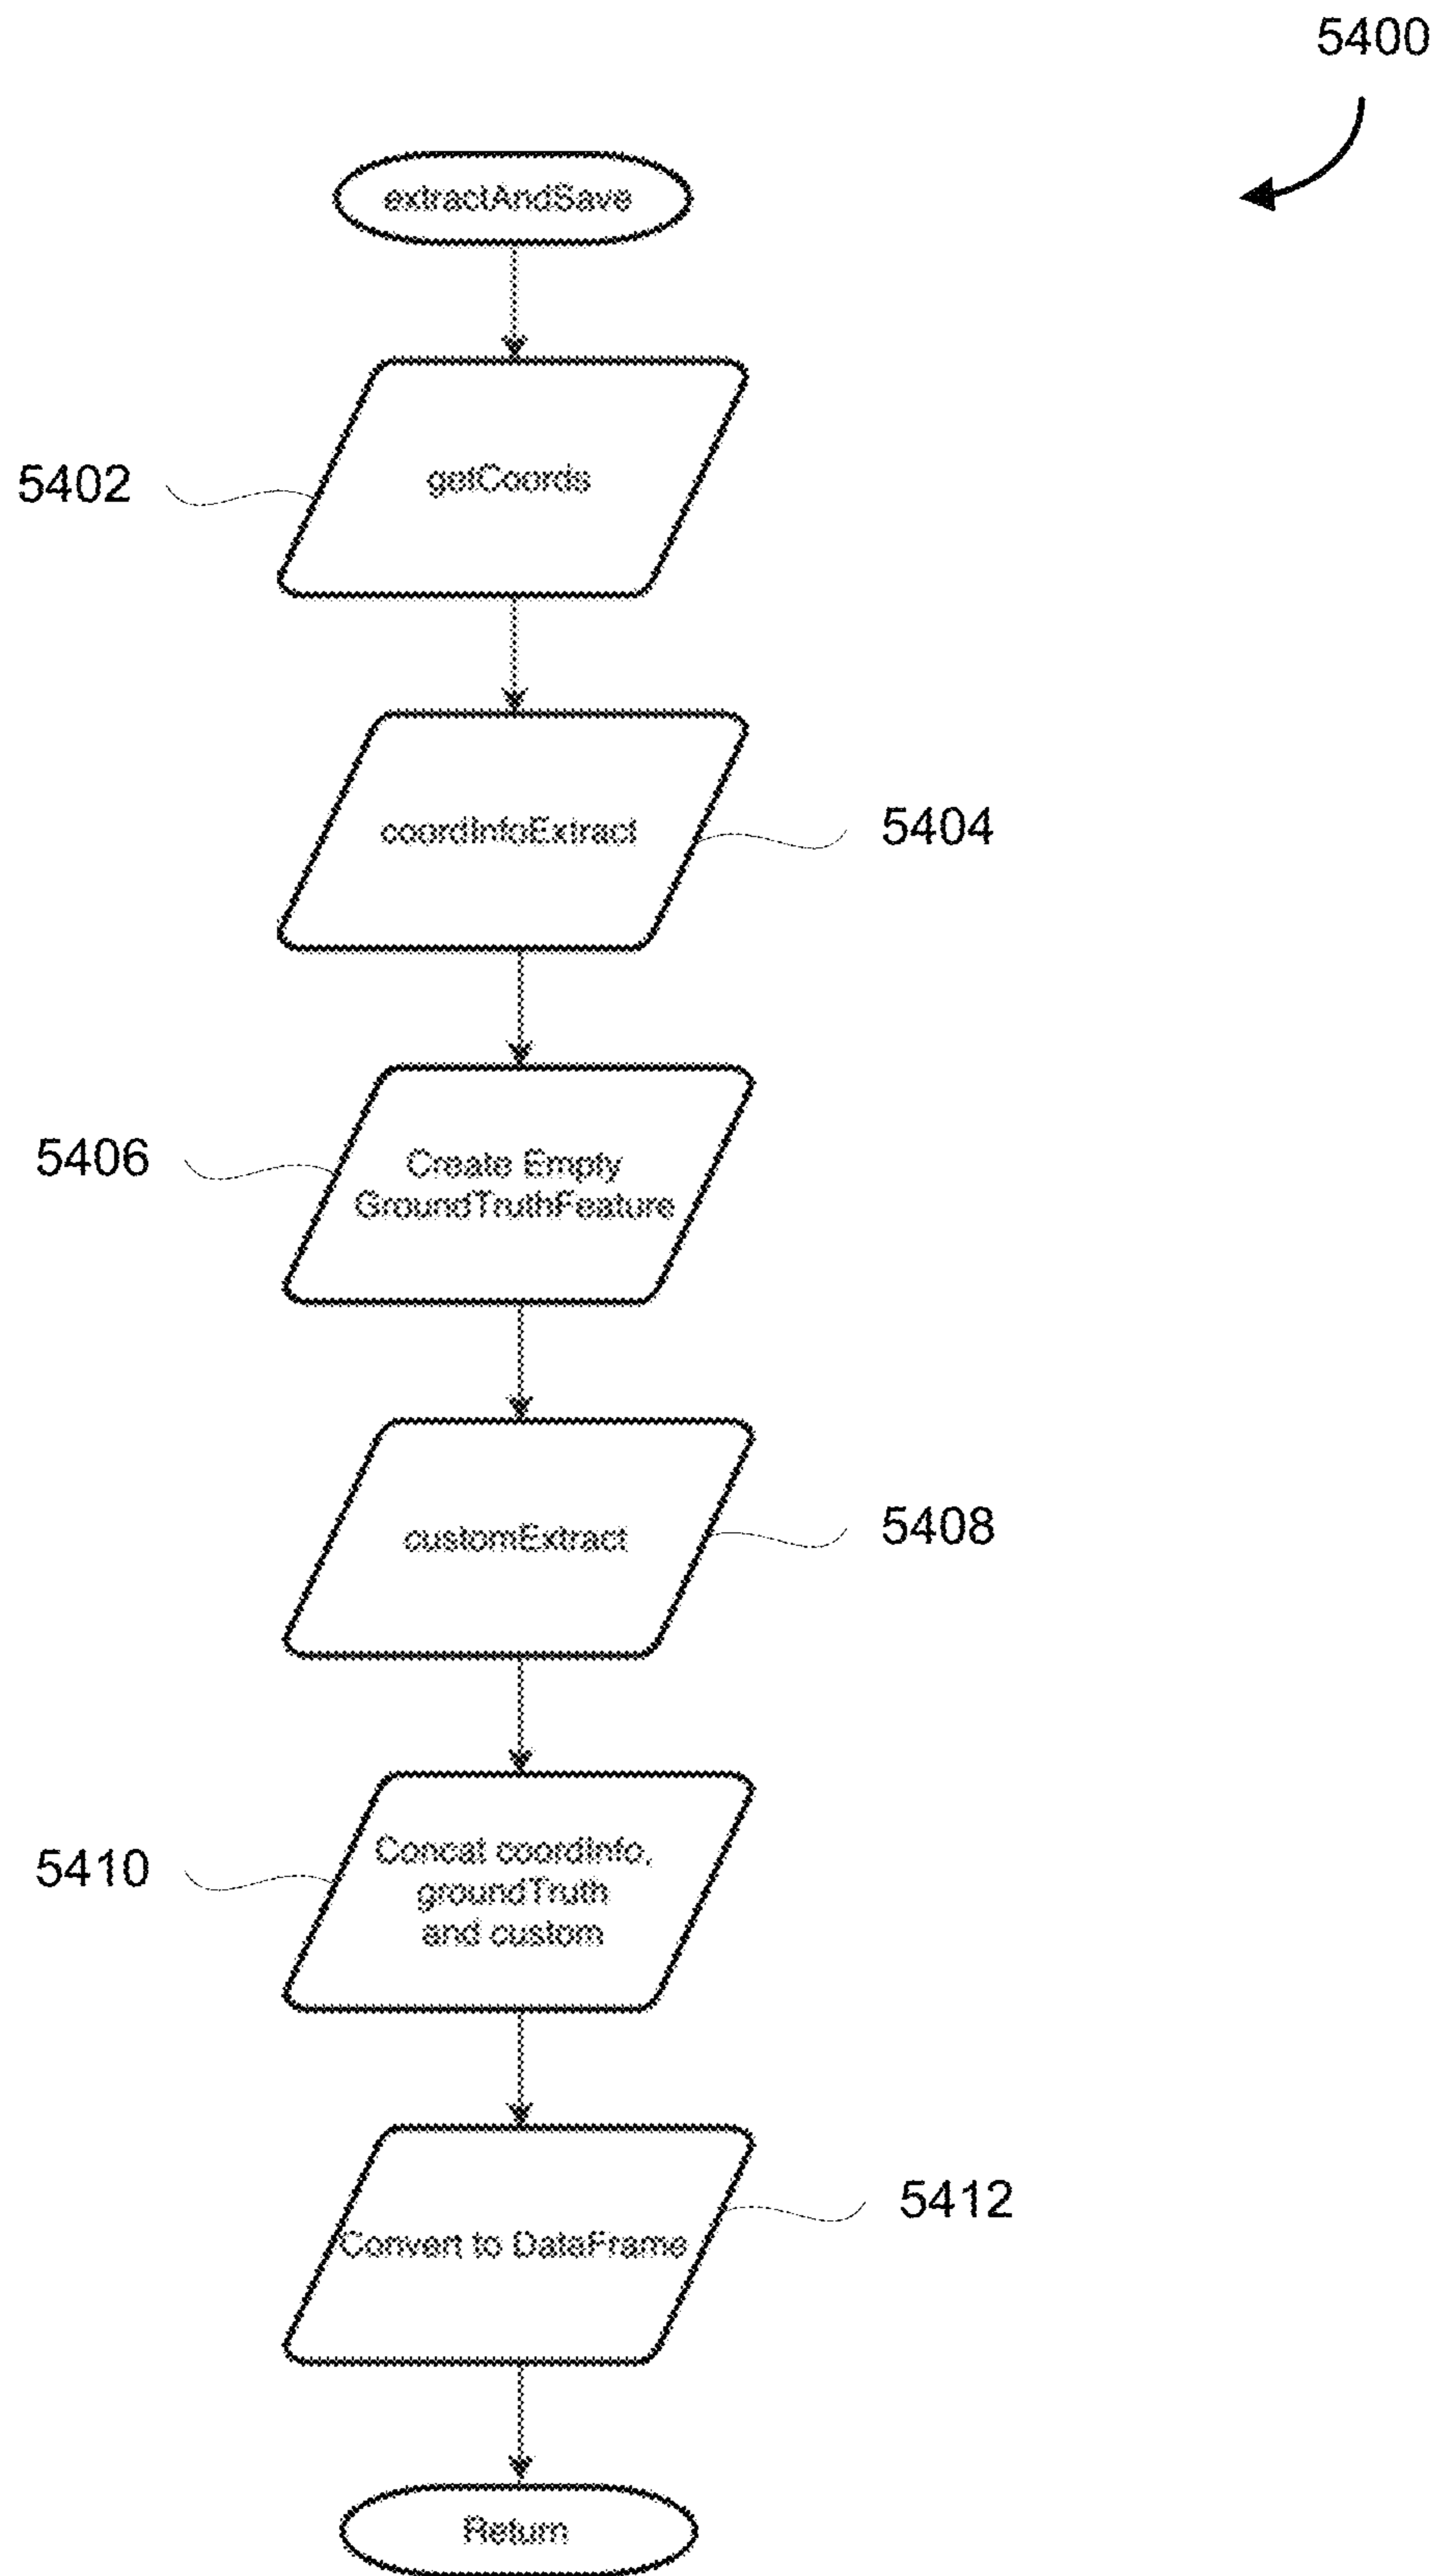 5400
extractAndSave
5402
getCoords
coordInfoExtract
5404
5406
Create Empty
GroundTruthFeature
customExtract
5408
5410
Concat coordInfo,
groundTruth
and custom
5412
Convert to DataFrame
Return